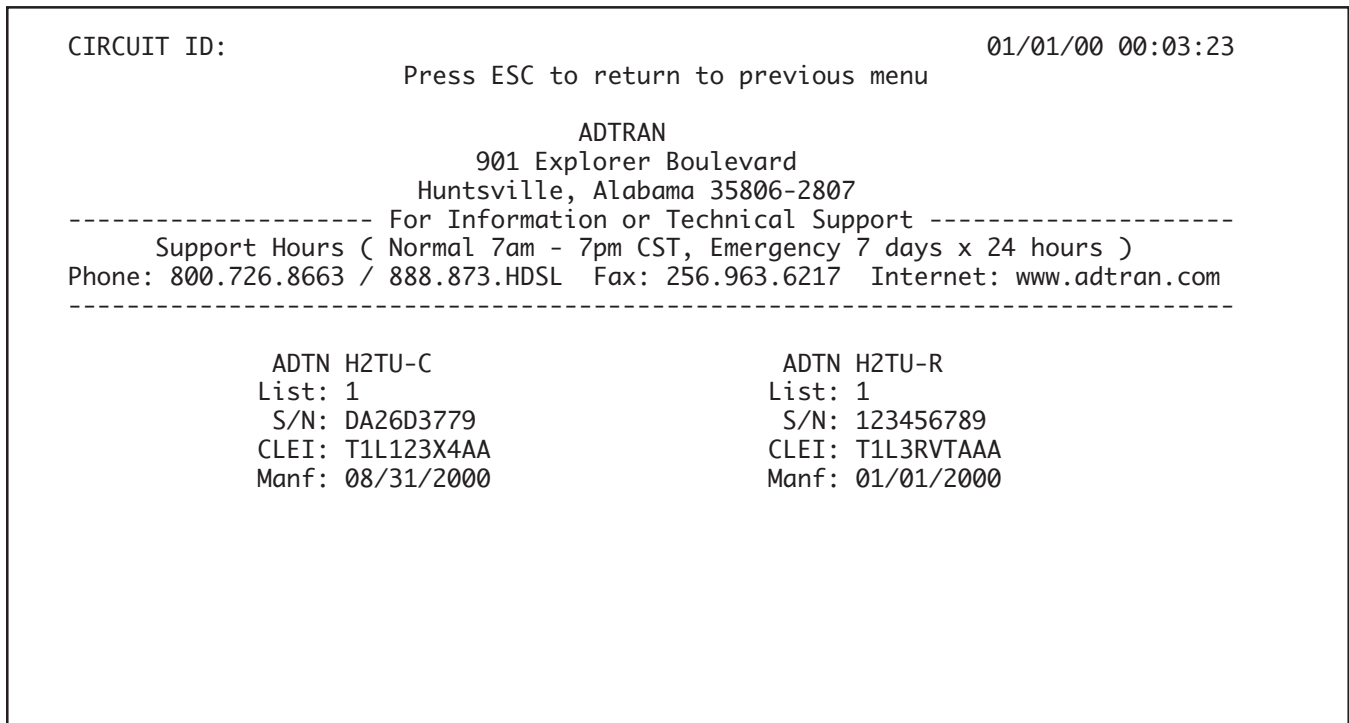 CIRCUIT ID: 01/01/00 00:03:23
Press ESC to return to previous menu
ADTRAN
901 Explorer Boulevard
Huntsville, Alabama 35806-2807
--------------------- For Information or Technical Support ---------------------
Support Hours ( Normal 7am - 7pm CST, Emergency 7 days x 24 hours )
Phone: 800.726.8663 / 888.873.HDSL Fax: 256.963.6217 Internet: www.adtran.com
--------------------------------------------------------------------------------
ADTN H2TU-C ADTN H2TU-R
List: 1 List: 1
S/N: DA26D3779 S/N: 123456789
CLEI: T1L123X4AA CLEI: T1L3RVTAAA
Manf: 08/31/2000 Manf: 01/01/2000